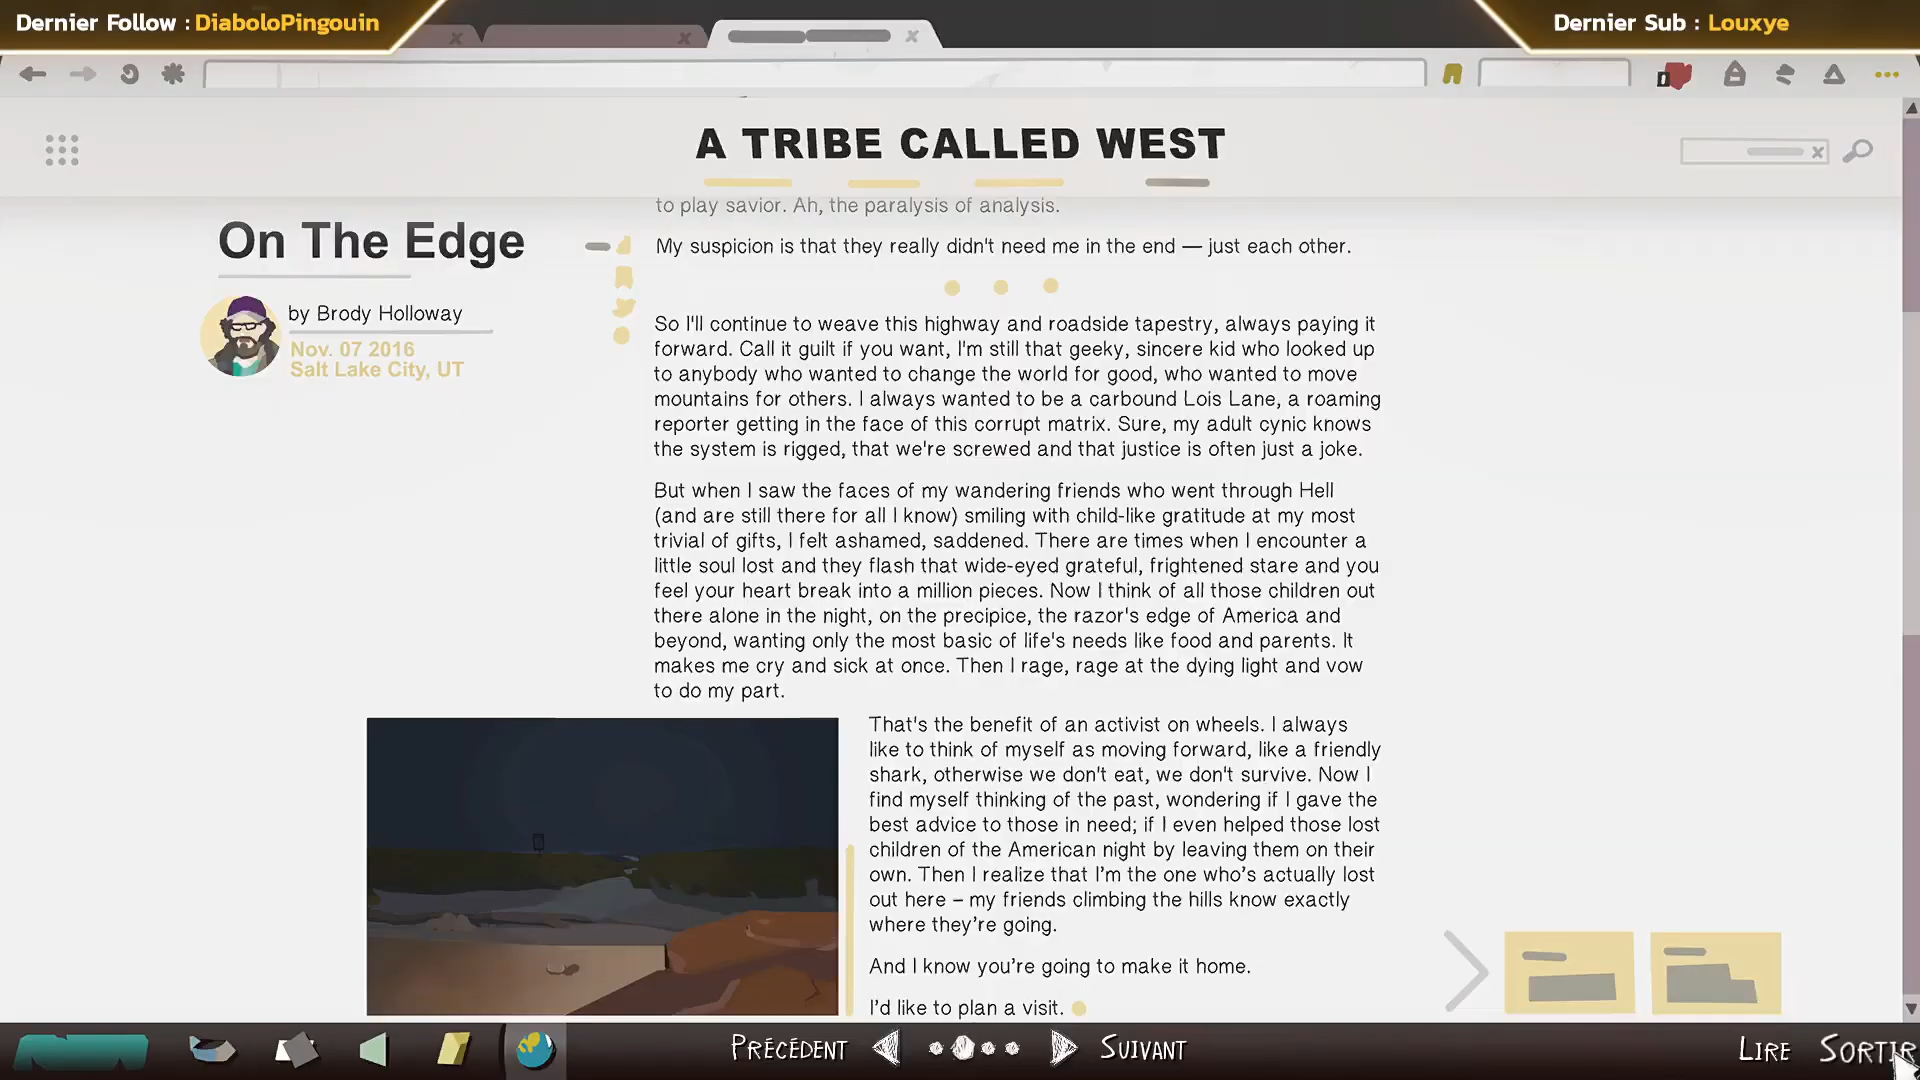 Dernier Follow : DiaboloPingouin
Dernier Sub : Louxye
A TRIBE CALLED WEST
On The Edge
by Brody Holloway
Nov. 07 2016
Salt Lake City, UT
to play savior. Ah, the paralysis of analysis.
My suspicion is that they really didn't need me in the end — just each other.
So I'll continue to weave this highway and roadside tapestry, always paying it
forward. Call it guilt if you want, I'm still that geeky, sincere kid who looked up
to anybody who wanted to change the world for good, who wanted to move
mountains for others. I always wanted to be a carbound Lois Lane, a roaming
reporter getting in the face of this corrupt matrix. Sure, my adult cynic knows
the system is rigged, that we're screwed and that justice is often just a joke.
But when I saw the faces of my wandering friends who went through Hell
(and are still there for all I know) smiling with child-like gratitude at my most
trivial of gifts, I felt ashamed, saddened. There are times when I encounter a
little soul lost and they flash that wide-eyed grateful, frightened stare and you
feel your heart break into a million pieces. Now I think of all those children out
there alone in the night, on the precipice, the razor's edge of America and
beyond, wanting only the most basic of life's needs like food and parents. It
makes me cry and sick at once. Then I rage, rage at the dying light and vow
to do my part.
That's the benefit of an activist on wheels. I always
like to think of myself as moving forward, like a friendly
shark, otherwise we don't eat, we don't survive. Now I
find myself thinking of the past, wondering if I gave the
best advice to those in need; if I even helped those lost
children of the American night by leaving them on their
own. Then I realize that I'm the one who's actually lost
out here – my friends climbing the hills know exactly
where they're going.
And I know you're going to make it home.
I'd like to plan a visit.
PRÉCÉDENT
SUIVANT
LIRE
SORTIR